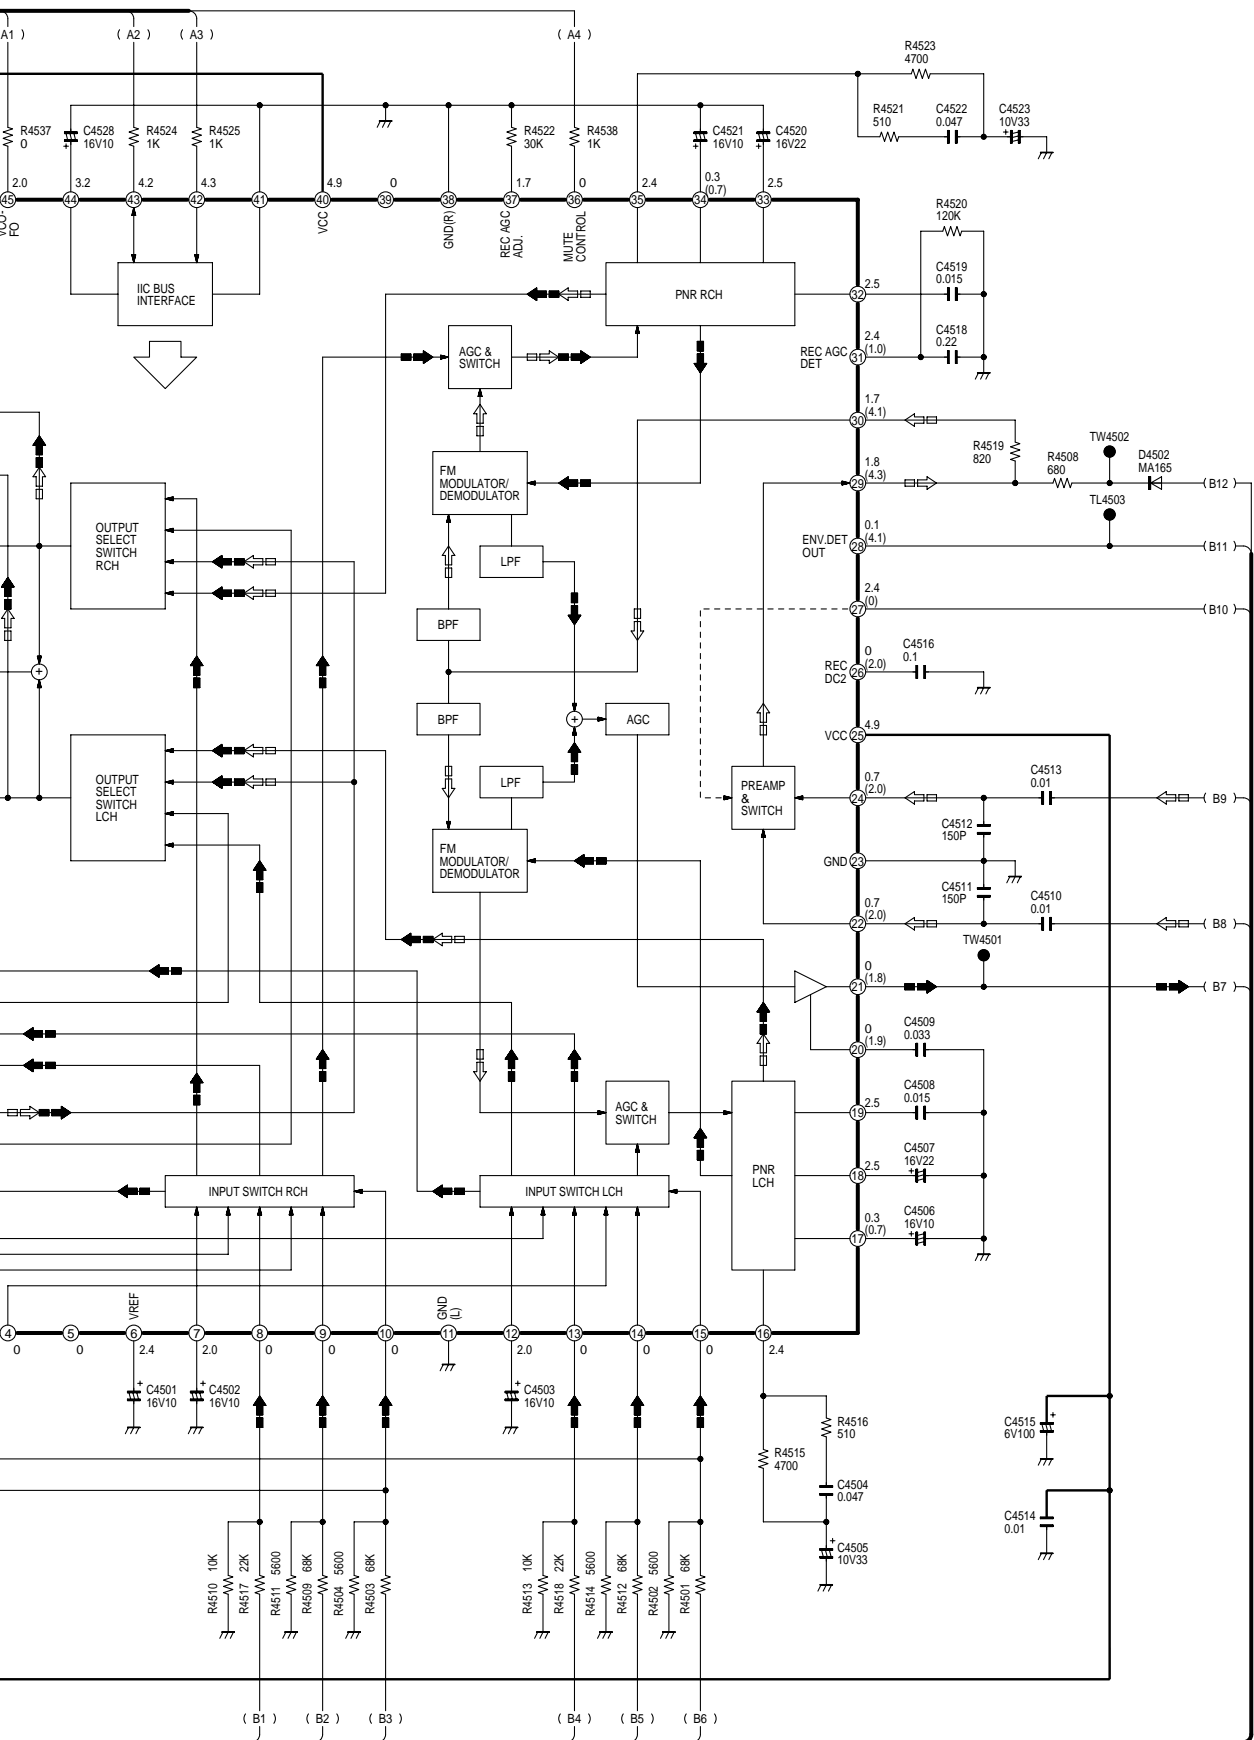 A1 )
( A2 )
( A3 )
( A4 )
R4523
4700
R4521
510
C4522
0.047
C4523
10V33
R4537
0
C4528
16V10
R4524
1K
R4525
1K
R4522
30K
R4538
1K
C4521
16V10
C4520
16V22
2.0
3.2
4.2
4.3
4.9
0
1.7
0
2.4
0.3
(0.7)
2.5
45
44
43
42
41
40
39
38
37
36
35
34
33
VCO-
FO
VCC
GND(R)
REC AGC
ADJ.
MUTE
CONTROL
R4520
120K
IIC BUS
INTERFACE
PNR RCH
32
2.5
C4519
0.015
AGC &
SWITCH
REC AGC
DET
31
2.4
(1.0)
C4518
0.22
30
1.7
(4.1)
R4519
820
R4508
680
TW4502
D4502
MA165
FM
MODULATOR/
DEMODULATOR
29
1.8
(4.3)
( B12 )
TL4503
OUTPUT
SELECT
SWITCH
RCH
LPF
ENV.DET
OUT
28
0.1
(4.1)
( B11 )
BPF
27
2.4
(0)
( B10 )
+
REC
DC2
26
0
(2.0)
C4516
0.1
BPF
+
AGC
VCC
25
4.9
OUTPUT
SELECT
SWITCH
LCH
LPF
PREAMP
&
SWITCH
24
0.7
(2.0)
C4513
0.01
( B9 )
C4512
150P
FM
MODULATOR/
DEMODULATOR
GND
23
C4511
150P
C4510
0.01
22
0.7
(2.0)
( B8 )
TW4501
21
0
(1.8)
( B7 )
20
0
(1.9)
C4509
0.033
AGC &
SWITCH
19
2.5
C4508
0.015
PNR
LCH
18
2.5
C4507
16V22
INPUT SWITCH RCH
INPUT SWITCH LCH
17
0.3
(0.7)
C4506
16V10
VREF
GND
(L)
4
5
6
7
8
9
10
11
12
13
14
15
16
0
0
2.4
2.0
0
0
0
2.0
0
0
0
2.4
C4501
16V10
C4502
16V10
C4503
16V10
R4516
510
R4515
4700
C4504
0.047
C4505
10V33
C4515
6V100
C4514
0.01
R4510 10K
R4517 22K
R4511 5600
R4509 68K
R4504 5600
R4503 68K
R4513 10K
R4518 22K
R4514 5600
R4512 68K
R4502 5600
R4501 68K
( B1 )
( B2 )
( B3 )
( B4 )
( B5 )
( B6 )